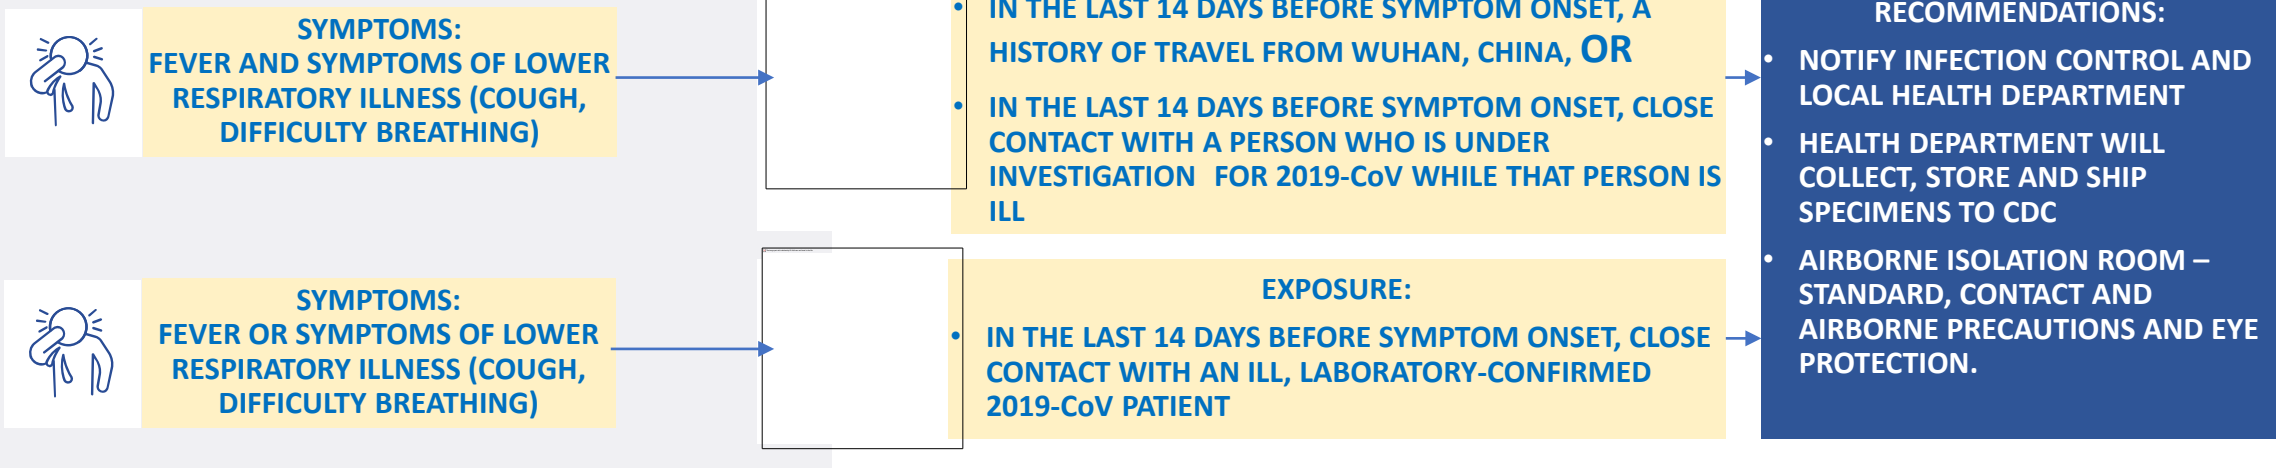 SYMPTOMS:
FEVER AND SYMPTOMS OF LOWER
RESPIRATORY ILLNESS (COUGH,
DIFFICULTY BREATHING)
• IN THE LAST 14 DAYS BEFORE SYMPTOM ONSET, A
HISTORY OF TRAVEL FROM WUHAN, CHINA, OR
• IN THE LAST 14 DAYS BEFORE SYMPTOM ONSET, CLOSE
CONTACT WITH A PERSON WHO IS UNDER
INVESTIGATION FOR 2019-CoV WHILE THAT PERSON IS
ILL
SYMPTOMS:
FEVER OR SYMPTOMS OF LOWER
RESPIRATORY ILLNESS (COUGH,
DIFFICULTY BREATHING)
EXPOSURE:
• IN THE LAST 14 DAYS BEFORE SYMPTOM ONSET, CLOSE
CONTACT WITH AN ILL, LABORATORY-CONFIRMED
2019-CoV PATIENT
RECOMMENDATIONS:
• NOTIFY INFECTION CONTROL AND
LOCAL HEALTH DEPARTMENT
• HEALTH DEPARTMENT WILL
COLLECT, STORE AND SHIP
SPECIMENS TO CDC
• AIRBORNE ISOLATION ROOM –
STANDARD, CONTACT AND
AIRBORNE PRECAUTIONS AND EYE
PROTECTION.